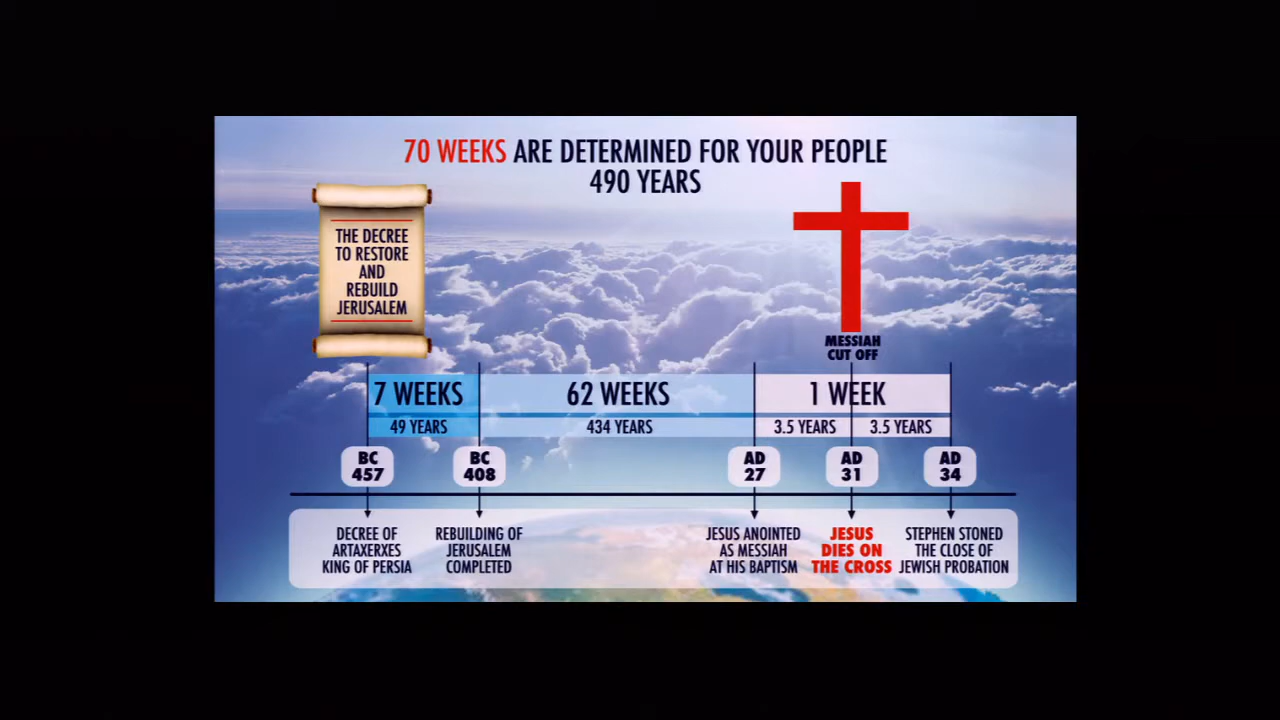 70 WEEKS ARE DETERMINED FOR YOUR PEOPLE
490 YEARS
THE DECREE
TO RESTORE
AND
REBUILD
JERUSALEM
MESSIAH
CUT OFF
7 WEEKS
62 WEEKS
1 WEEK
49 YEARS
434 YEARS
3.5 YEARS
3.5 YEARS
BC
457
BC
408
AD
27
AD
31
AD
34
DECREE OF
ARTAXERXES
KING OF PERSIA
REBUILDING OF
JERUSALEM
COMPLETED
JESUS ANOINTED
AS MESSIAH
AT HIS BAPTISM
JESUS
DIES ON
THE CROSS
STEPHEN STONED
THE CLOSE OF
JEWISH PROBATION